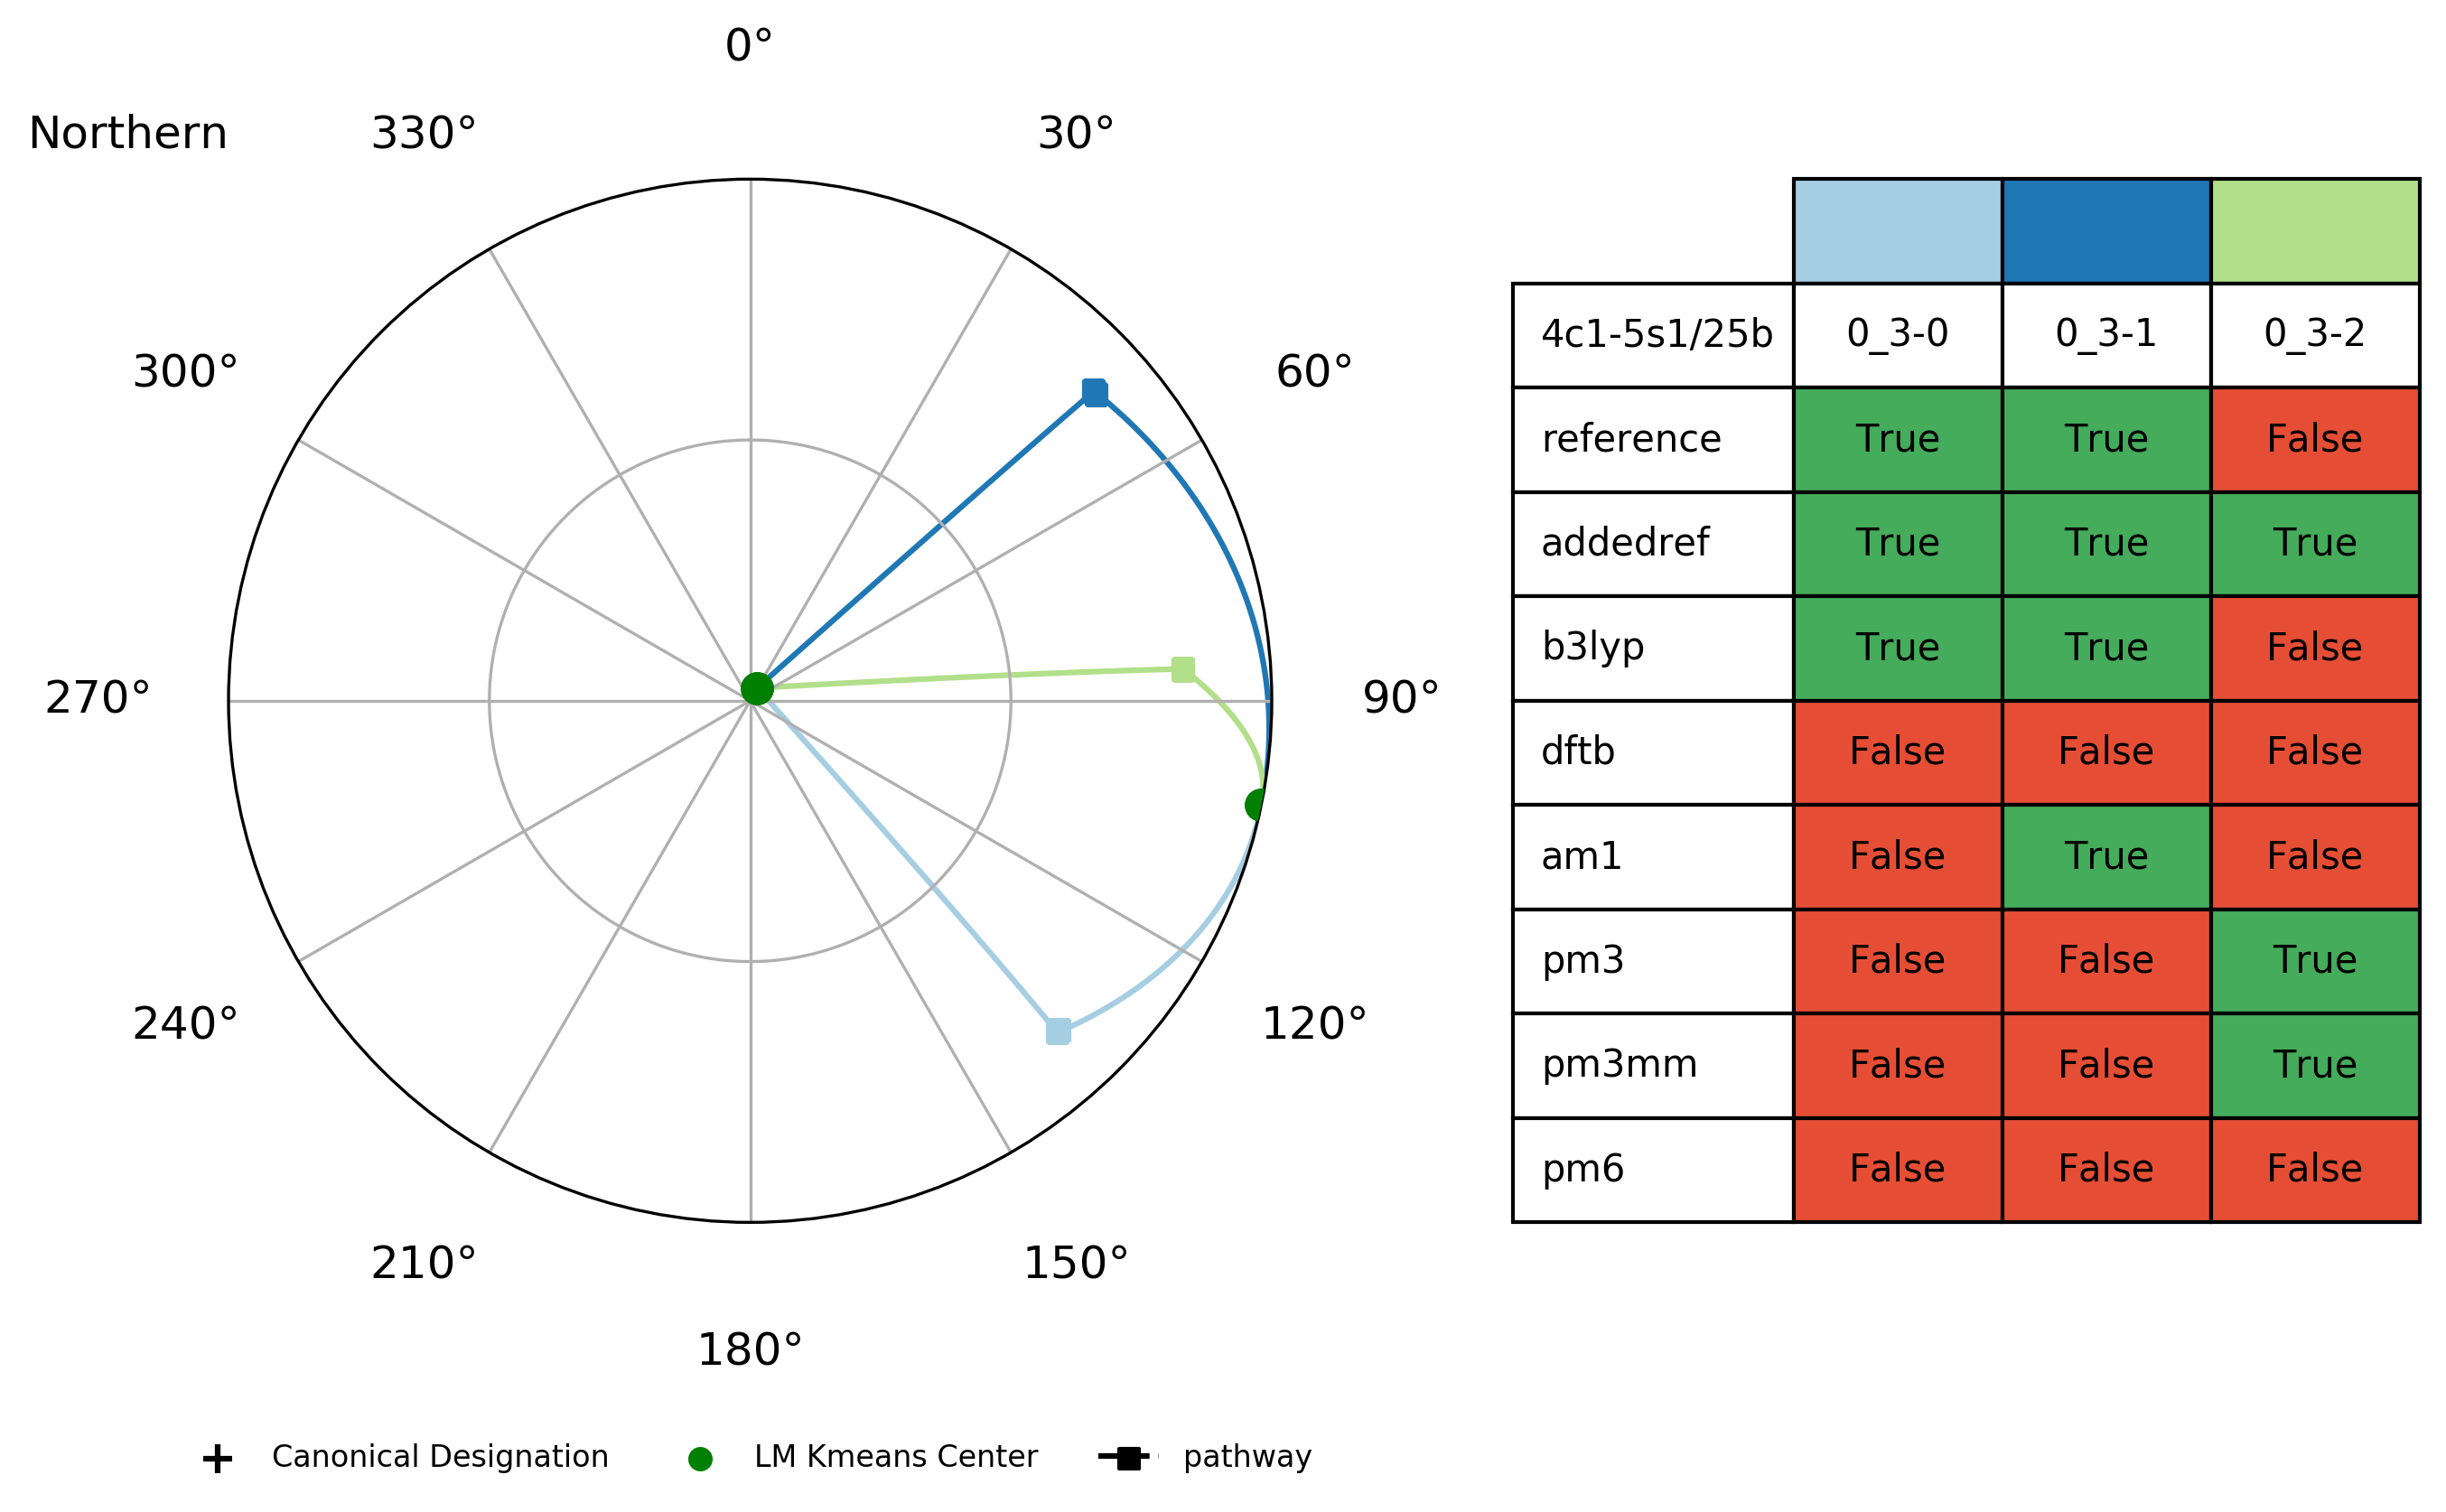 0°
Northern
330°
30°
300°
60°
270°
90°
240°
120°
210°
150°
180°
Canonical Designation
LM Kmeans Center
pathway
4c1-5s1/25b 0_3-0 0_3-1 0_3-2
reference True True False
addedref True True True
b3lyp True True False
dftb False False False
am1 False True False
pm3 False False True
pm3mm False False True
pm6 False False False